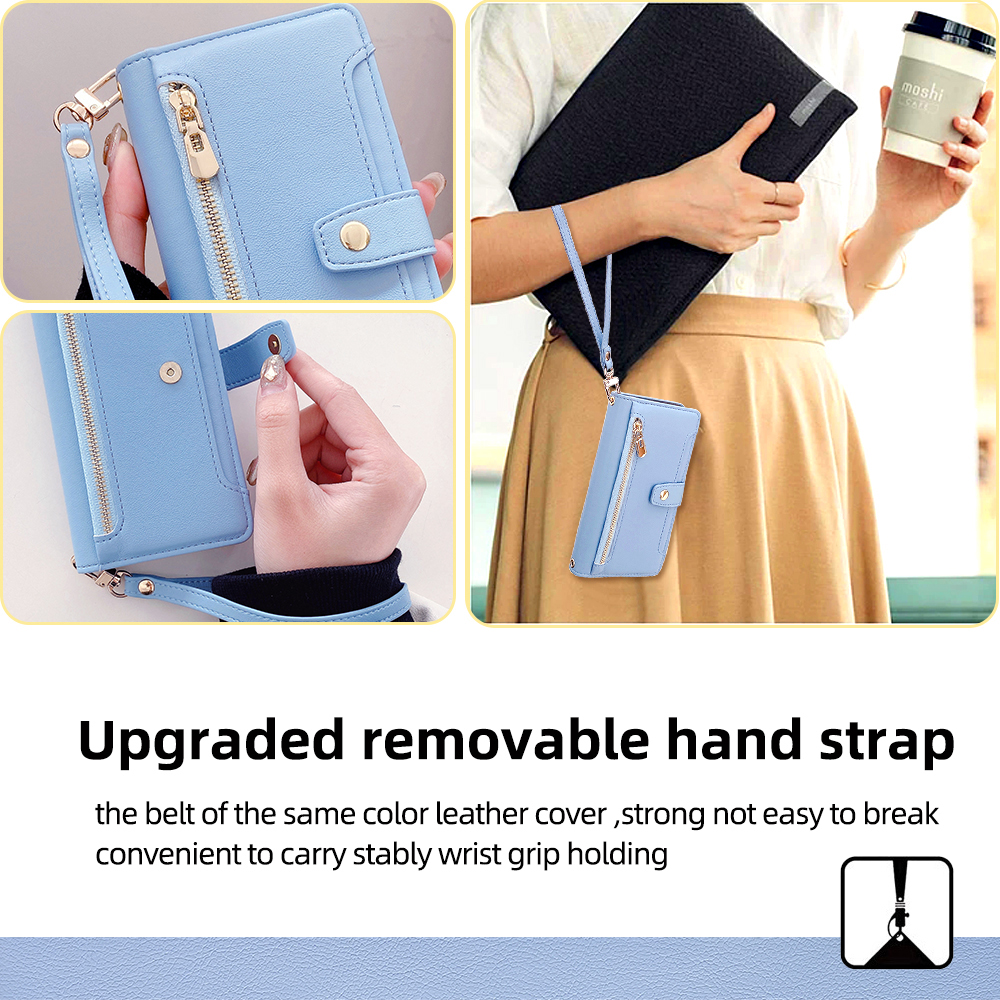 moshi
CAFE
Upgraded removable hand strap
the belt of the same color leather cover ,strong not easy to break
convenient to carry stably wrist grip holding